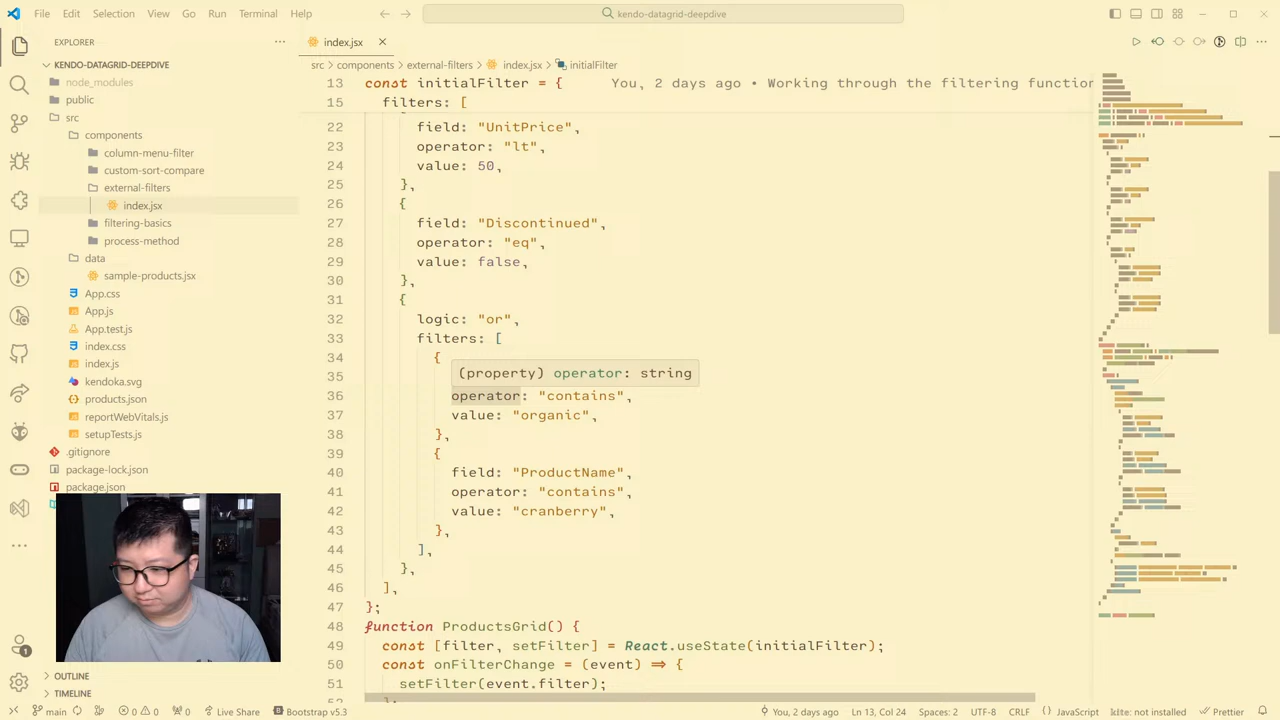 File Edit Selection View Go Run Terminal Help
kendo-datagrid-deepdive
EXPLORER
index.jsx
KENDO-DATAGRID-DEEPDIVE
node_modules
public
src
components
column-menu-filter
custom-sort-compare
external-filters
index.jsx
filtering-basics
process-method
data
sample-products.jsx
App.css
App.js
App.test.js
index.css
index.js
kendoka.svg
products.json
reportWebVitals.js
setupTests.js
.gitignore
package-lock.json
package.json
OUTLINE
TIMELINE
src > components > external-filters > index.jsx > initialFilter
13 const initialFilter = { You, 2 days ago • Working through the filtering function
15 filters: [
22 field: "UnitPrice",
23 operator: "lt",
24 value: 50,
25 },
26 {
27 field: "Discontinued",
28 operator: "eq",
29 value: false,
30 },
31 {
32 logic: "or",
33 filters: [
34 {
(property) operator: string
36 operator: "contains",
37 value: "organic",
38 },
39 {
40 field: "ProductName",
41 operator: "contains",
42 value: "cranberry",
43 },
44 ],
45 },
46 ],
47 };
48 function ProductsGrid() {
49 const [filter, setFilter] = React.useState(initialFilter);
50 const onFilterChange = (event) => {
51 setFilter(event.filter);
main 0 0 0 Live Share Bootstrap v5.3 You, 2 days ago Ln 13, Col 24 Spaces: 2 UTF-8 CRLF {} JavaScript kite: not installed Prettier